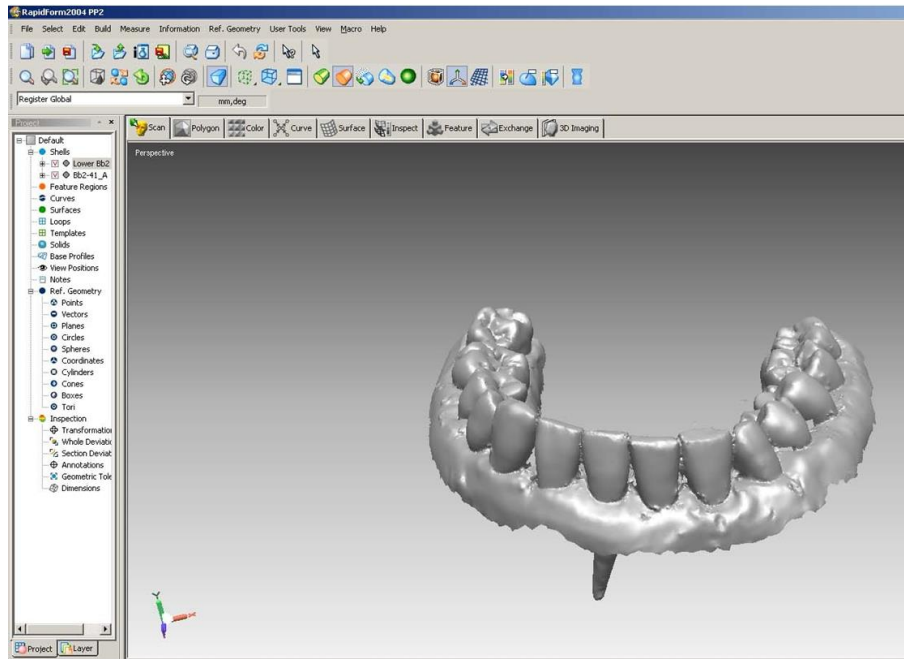 RapidForm2004 PP2
File Select Edit Build Measure Information Ref. Geometry User Tools View Macro Help
Register Global mm,deg
Project
Scan Polygon Color Curve Surface Inspect Feature Exchange 3D Imaging
Perspective
Default
Shells
Lower Bb2
Bb2-41_A
Feature Regions
Curves
Surfaces
Loops
Templates
Solids
Base Profiles
View Positions
Notes
Ref. Geometry
Points
Vectors
Planes
Circles
Spheres
Coordinates
Cylinders
Cones
Boxes
Tori
Inspection
Transformation
Whole Deviatic
Section Deviat
Annotations
Geometric Tole
Dimensions
Y
Project Layer